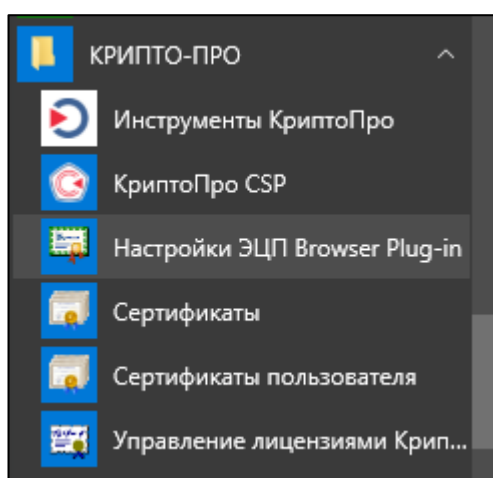 КРИПТО-ПРО
Инструменты КриптоПро
КриптоПро CSP
Настройки ЭЦП Browser Plug-in
Сертификаты
Сертификаты пользователя
Управление лицензиями Крип...